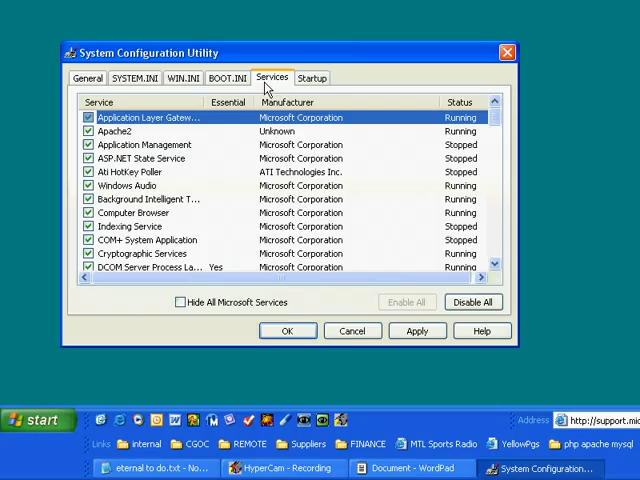 System Configuration Utility
General SYSTEM.INI WIN.INI BOOT.INI Services Startup
Service Essential Manufacturer Status
Application Layer Gatew... Microsoft Corporation Running
Apache2 Unknown Running
Application Management Microsoft Corporation Stopped
ASP.NET State Service Microsoft Corporation Stopped
Ati HotKey Poller ATI Technologies Inc. Running
Windows Audio Microsoft Corporation Running
Background Intelligent T... Microsoft Corporation Running
Computer Browser Microsoft Corporation Running
Indexing Service Microsoft Corporation Stopped
COM+ System Application Microsoft Corporation Stopped
Cryptographic Services Microsoft Corporation Running
DCOM Server Process La... Yes Microsoft Corporation Running
Hide All Microsoft Services Enable All Disable All
OK Cancel Apply Help
start Address http://support.mic
Links internal CGOC REMOTE Suppliers FINANCE MTL Sports Radio YellowPgs php apache mysql
eternal to do.txt - No... HyperCam - Recording Document - WordPad System Configuration...